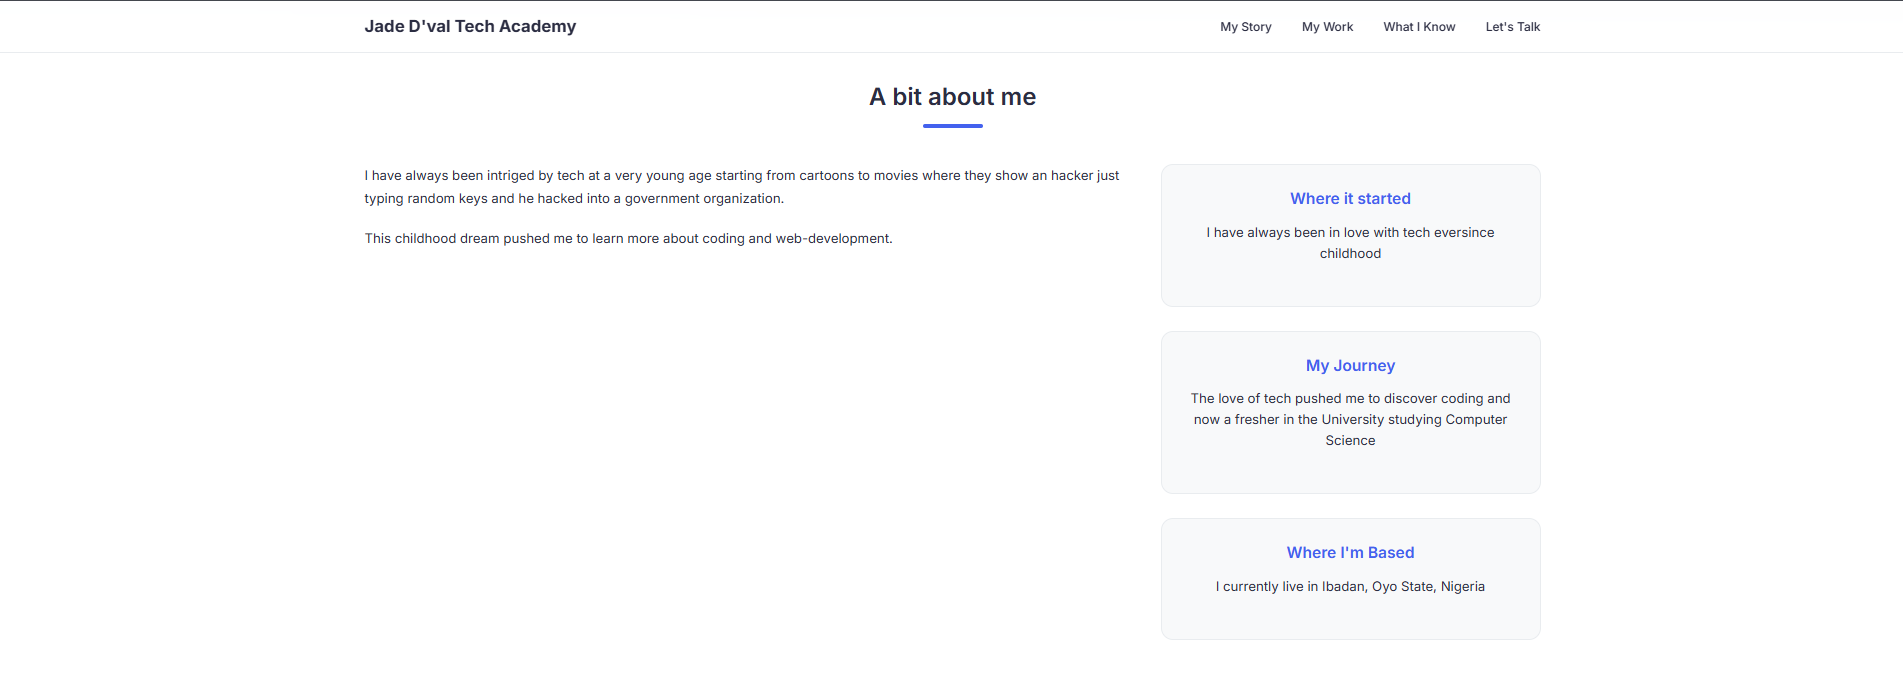 Jade D'val Tech Academy
My Story
My Work
What I Know
Let's Talk
A bit about me
I have always been intriged by tech at a very young age starting from cartoons to movies where they show an hacker just
typing random keys and he hacked into a government organization.
This childhood dream pushed me to learn more about coding and web-development.
Where it started
I have always been in love with tech eversince
childhood
My Journey
The love of tech pushed me to discover coding and
now a fresher in the University studying Computer
Science
Where I'm Based
I currently live in Ibadan, Oyo State, Nigeria